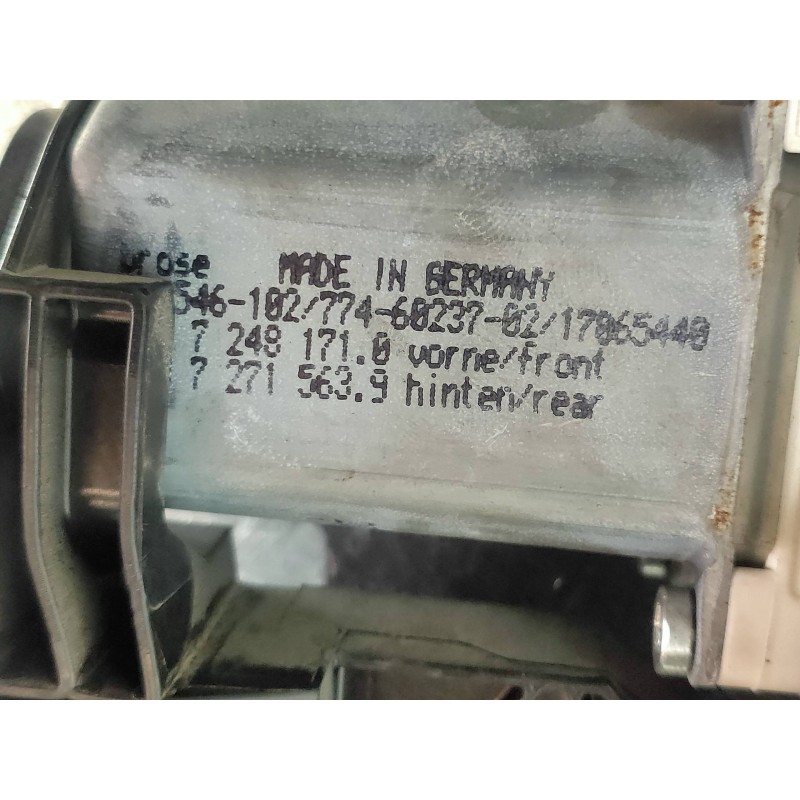 brose MADE IN GERMANY
546-102/774-60237-02/17065440
7 248 171.0 vorne/front
7 271 563.9 hinten/rear